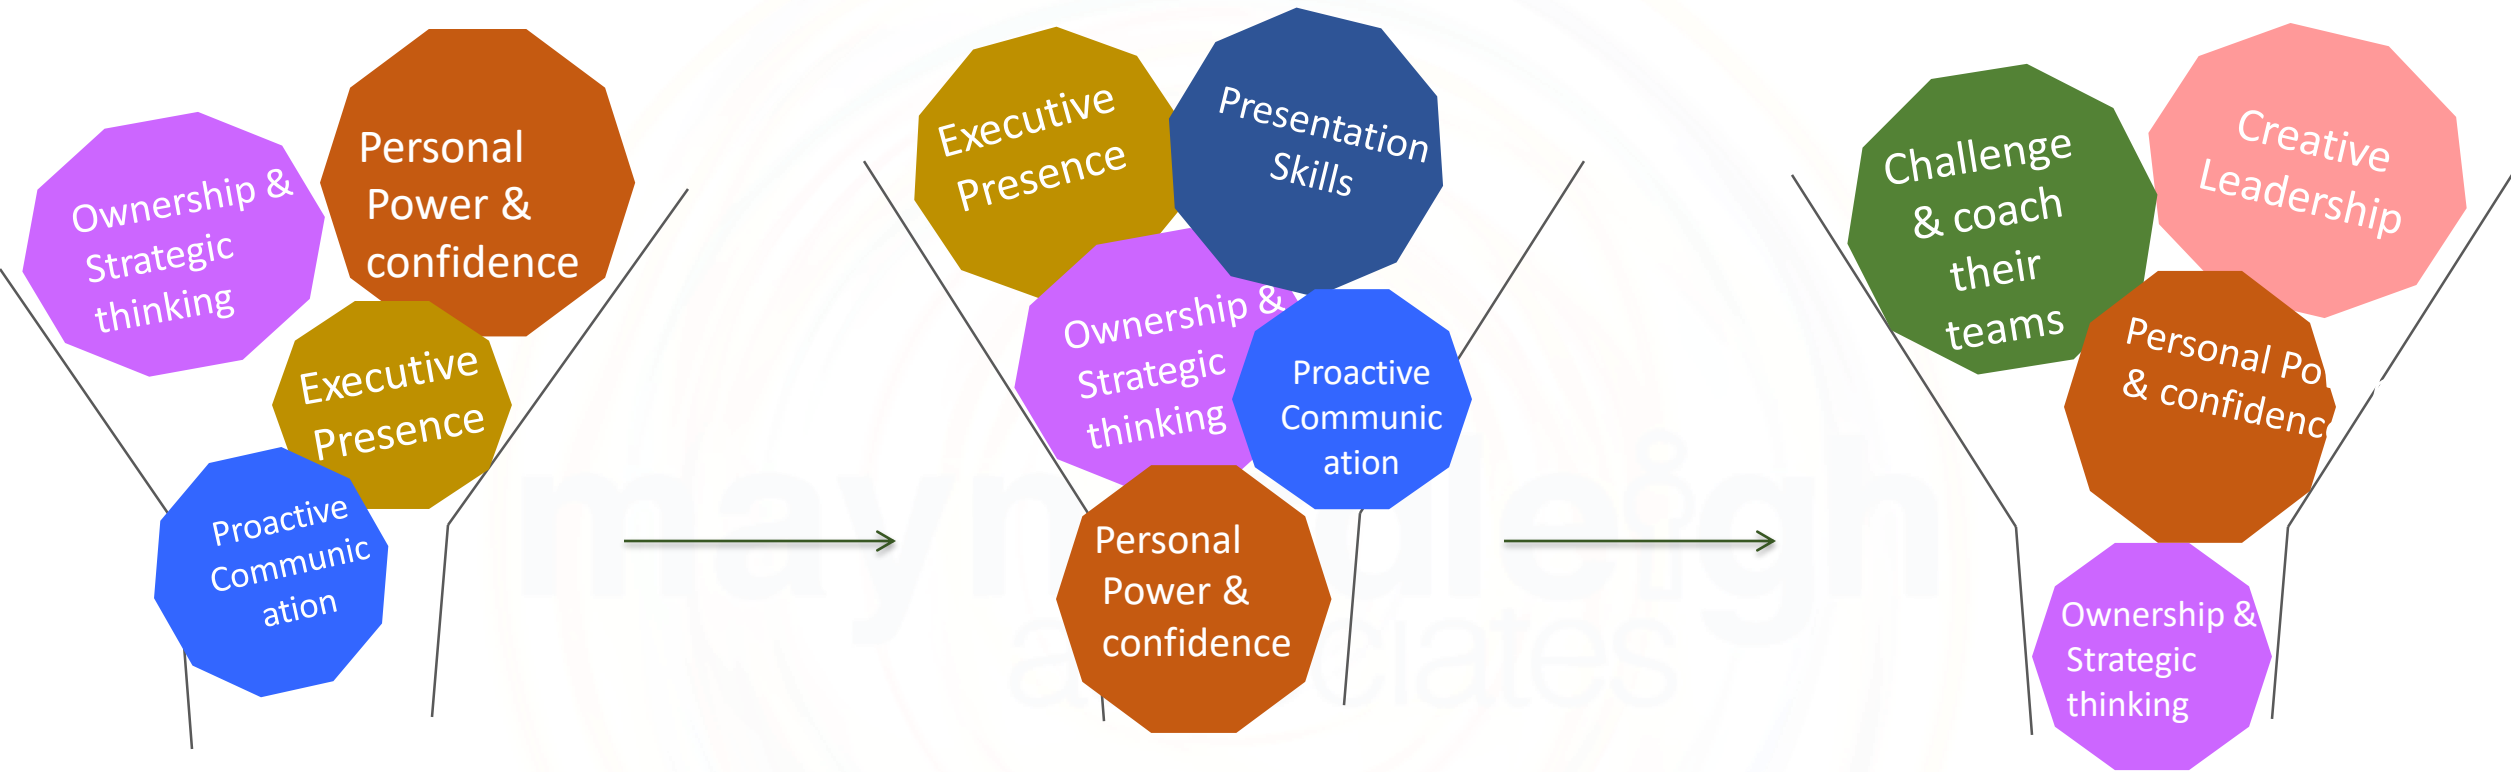 Ownership &
Strategic
thinking
Personal
Power &
confidence
Executive
Presence
Proactive
Communic
ation
Executive
Presence
Presentation
Skills
Ownership &
Strategic
thinking
Proactive
Communic
ation
Personal
Power &
confidence
Challenge
& coach
their
teams
Creative
Leadership
Personal Po
& confidenc
Ownership &
Strategic
thinking
associates